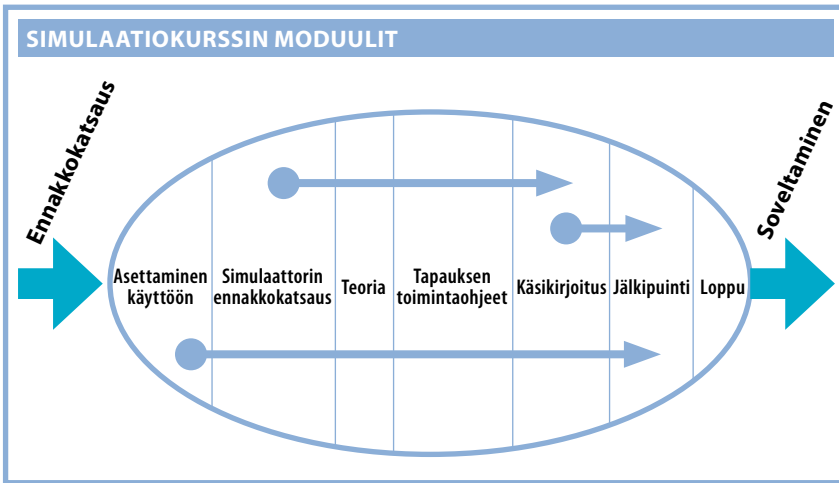 SIMULAATIOKURSSIN MODUULIT
Ennakkokatsaus
Asettaminen
käyttöön
Simulaattorin
ennakkokatsaus
Teoria
Tapauksen
toimintaohjeet
Käsikirjoitus
Jälkipuinti
Loppu
Soveltaminen